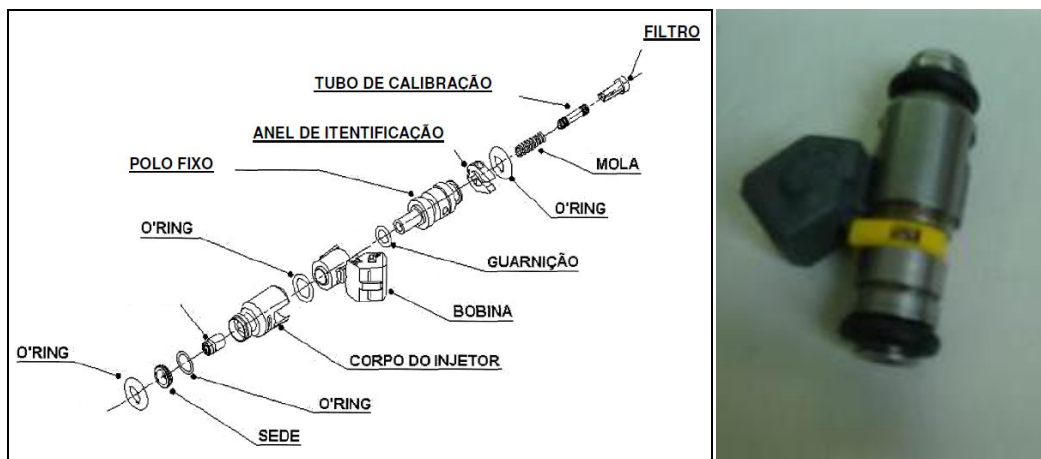 FILTRO
TUBO DE CALIBRAÇÃO
ANEL DE ITENTIFICAÇÃO
MOLA
POLO FIXO
O'RING
O'RING
GUARNIÇÃO
BOBINA
O'RING
CORPO DO INJETOR
O'RING
SEDE